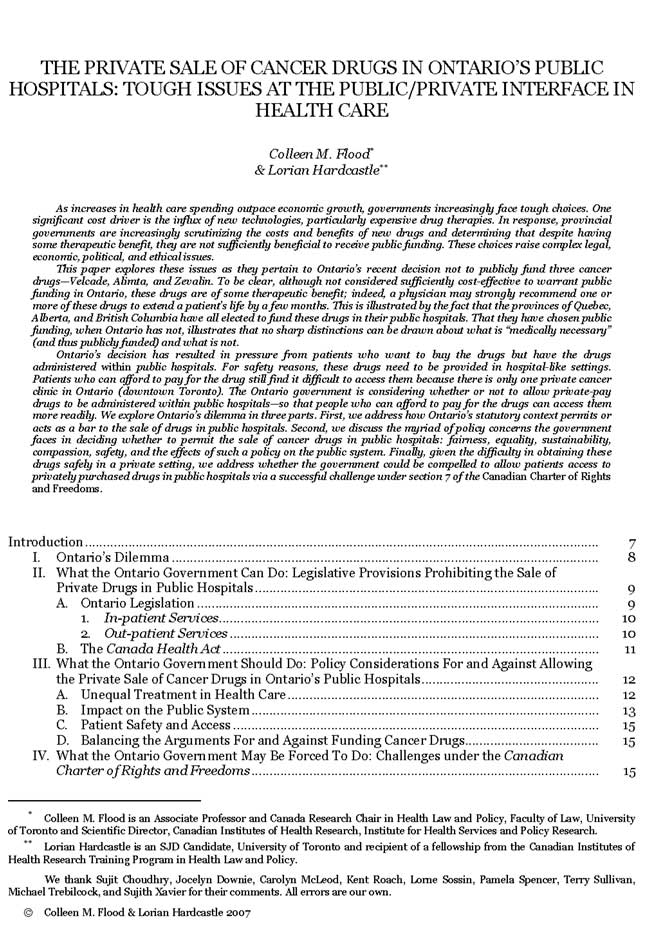 THE PRIVATE SALE OF CANCER DRUGS IN ONTARIO'S PUBLIC
HOSPITALS: TOUGH ISSUES AT THE PUBLIC/PRIVATE INTERFACE IN
HEALTH CARE
Colleen M. Flood*
& Lorian Hardcastle**
As increases in health care spending outpace economic growth, governments increasingly face tough choices. One
significant cost driver is the influx of new technologies, particularly expensive drug therapies. In response, provincial
governments are increasingly scrutinizing the costs and benefits of new drugs and determining that despite having
some therapeutic benefit, they are not sufficiently beneficial to receive public funding. These choices raise complex legal,
economic, political, and ethical issues.
This paper explores these issues as they pertain to Ontario's recent decision not to publicly fund three cancer
drugs—Velcade, Alimta, and Zevalin. To be clear, although not considered sufficiently cost-effective to warrant public
funding in Ontario, these drugs are of some therapeutic benefit; indeed, a physician may strongly recommend one or
more of these drugs to extend a patient's life by a few months. This is illustrated by the fact that the provinces of Quebec,
Alberta, and British Columbia have all elected to fund these drugs in their public hospitals. That they have chosen public
funding, when Ontario has not, illustrates that no sharp distinctions can be drawn about what is "medically necessary"
(and thus publicly funded) and what is not.
Ontario's decision has resulted in pressure from patients who want to buy the drugs but have the drugs
administered within public hospitals. For safety reasons, these drugs need to be provided in hospital-like settings.
Patients who can afford to pay for the drug still find it difficult to access them because there is only one private cancer
clinic in Ontario (downtown Toronto). The Ontario government is considering whether or not to allow private-pay
drugs to be administered within public hospitals—so that people who can afford to pay for the drugs can access them
more readily. We explore Ontario's dilemma in three parts. First, we address how Ontario's statutory context permits or
acts as a bar to the sale of drugs in public hospitals. Second, we discuss the myriad of policy concerns the government
faces in deciding whether to permit the sale of cancer drugs in public hospitals: fairness, equality, sustainability,
compassion, safety, and the effects of such a policy on the public system. Finally, given the difficulty in obtaining these
drugs safely in a private setting, we address whether the government could be compelled to allow patients access to
privately purchased drugs in public hospitals via a successful challenge under section 7 of the Canadian Charter of Rights
and Freedoms.
Introduction ........ 7
I. Ontario's Dilemma ........ 8
II. What the Ontario Government Can Do: Legislative Provisions Prohibiting the Sale of
Private Drugs in Public Hospitals ........ 9
A. Ontario Legislation ........ 9
1. In-patient Services ........ 10
2. Out-patient Services ........ 10
B. The Canada Health Act ........ 11
III. What the Ontario Government Should Do: Policy Considerations For and Against Allowing
the Private Sale of Cancer Drugs in Ontario's Public Hospitals ........ 12
A. Unequal Treatment in Health Care ........ 12
B. Impact on the Public System ........ 13
C. Patient Safety and Access ........ 15
D. Balancing the Arguments For and Against Funding Cancer Drugs ........ 15
IV. What the Ontario Government May Be Forced To Do: Challenges under the Canadian
Charter of Rights and Freedoms ........ 15
* Colleen M. Flood is an Associate Professor and Canada Research Chair in Health Law and Policy, Faculty of Law, University
of Toronto and Scientific Director, Canadian Institutes of Health Research, Institute for Health Services and Policy Research.
** Lorian Hardcastle is an SJD Candidate, University of Toronto and recipient of a fellowship from the Canadian Institutes of
Health Research Training Program in Health Law and Policy.
We thank Sujit Choudhry, Jocelyn Downie, Carolyn McLeod, Kent Roach, Lorne Sossin, Pamela Spencer, Terry Sullivan,
Michael Trebilcock, and Sujith Xavier for their comments. All errors are our own.
© Colleen M. Flood & Lorian Hardcastle 2007